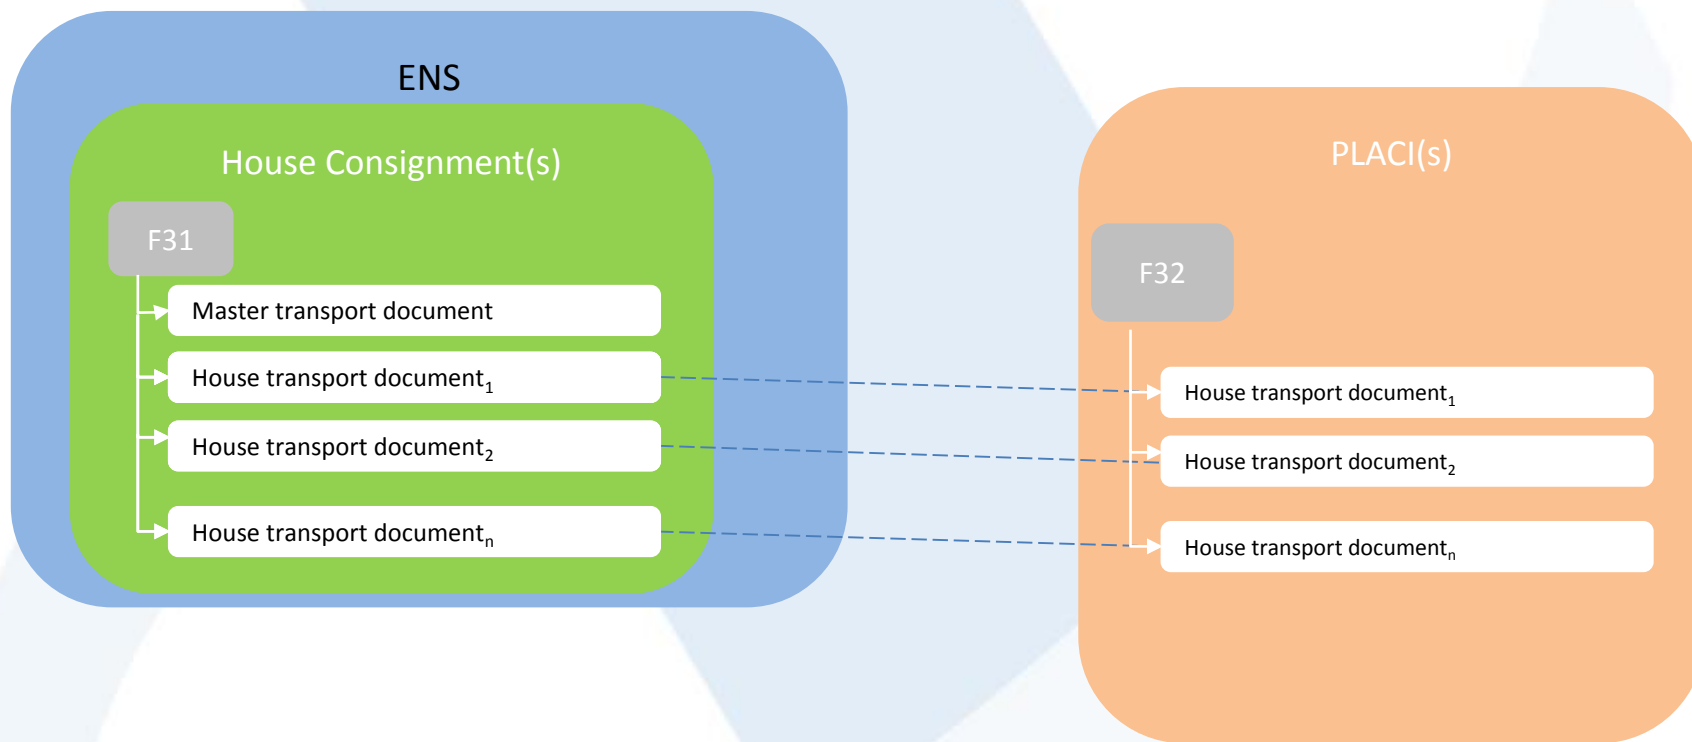 ENS
House Consignment(s)
F31
Master transport document
House transport document1
House transport document2
House transport documentn
PLACI(s)
F32
House transport document1
House transport document2
House transport documentn